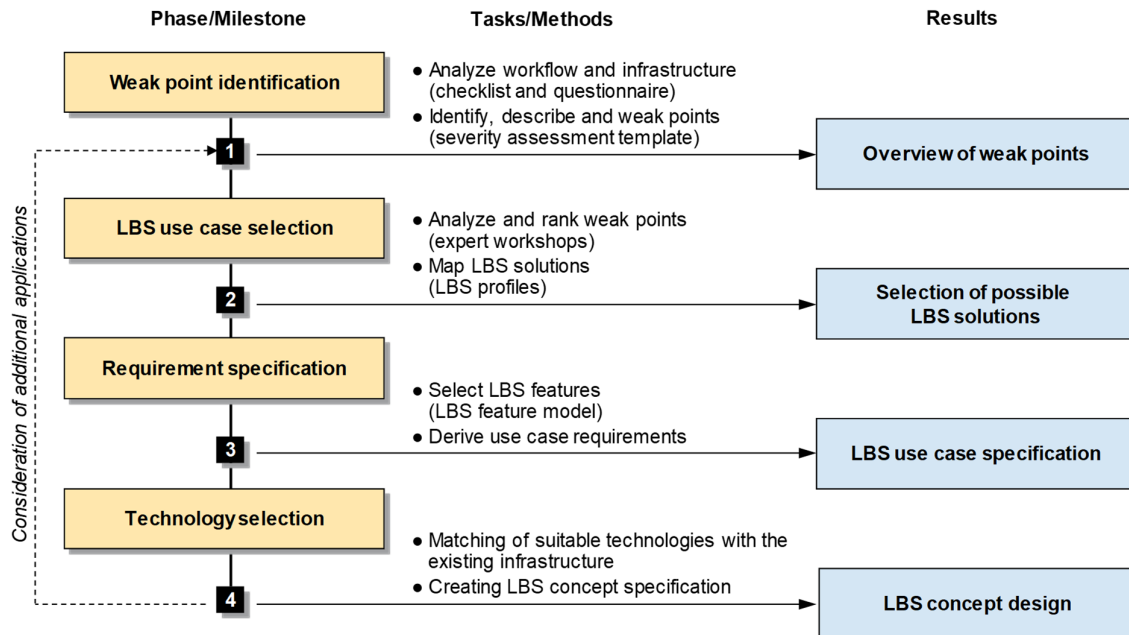 Phase/Milestone
Tasks/Methods
Results
Weak point identification
● Analyze workflow and infrastructure
(checklist and questionnaire)
● Identify, describe and weak points
(severity assessment template)
1
Overview of weak points
LBS use case selection
● Analyze and rank weak points
(expert workshops)
● Map LBS solutions
(LBS profiles)
2
Selection of possible
LBS solutions
Requirement specification
● Select LBS features
(LBS feature model)
● Derive use case requirements
3
LBS use case specification
Technology selection
● Matching of suitable technologies with the
existing infrastructure
● Creating LBS concept specification
4
LBS concept design
Consideration of additional applications